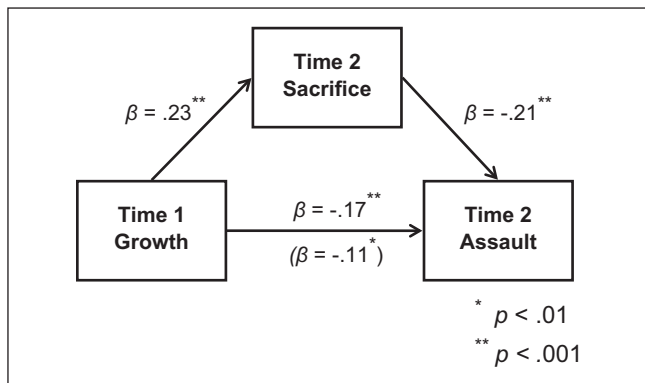 Time 2
Sacrifice
β = .23**
β = -.21**
Time 1
Growth
β = -.17**
(β = -.11*)
Time 2
Assault
* p < .01
** p < .001